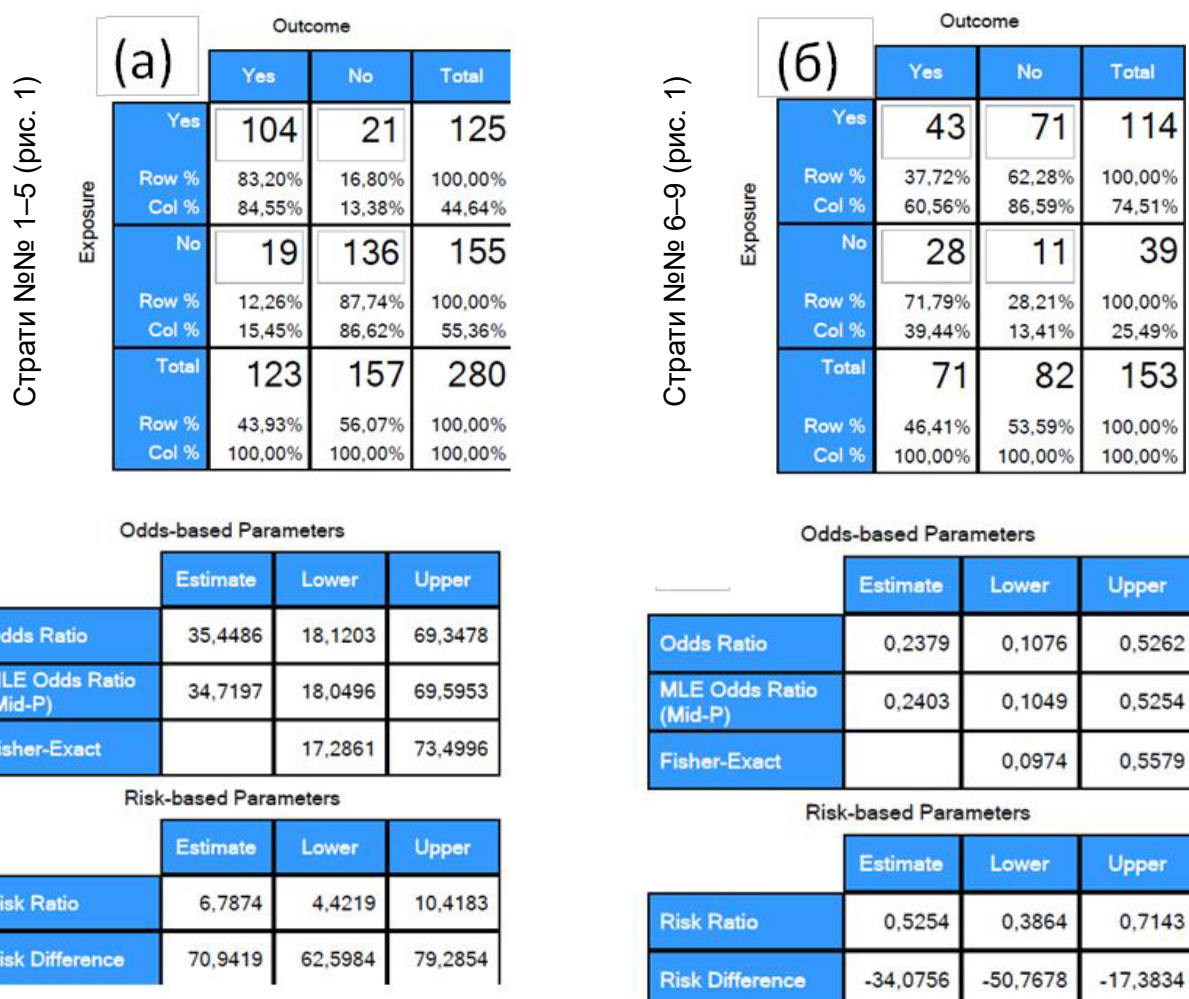 Страти №№ 1–5 (рис. 1)
(а)
Outcome
Yes No Total
Exposure
Yes 104 21 125
Row % 83,20% 16,80% 100,00%
Col % 84,55% 13,38% 44,64%
No 19 136 155
Row % 12,26% 87,74% 100,00%
Col % 15,45% 86,62% 55,36%
Total 123 157 280
Row % 43,93% 56,07% 100,00%
Col % 100,00% 100,00% 100,00%
Odds-based Parameters
Estimate Lower Upper
dds Ratio 35,4486 18,1203 69,3478
LE Odds Ratio 34,7197 18,0496 69,5953
Mid-P)
isher-Exact 17,2861 73,4996
Risk-based Parameters
Estimate Lower Upper
isk Ratio 6,7874 4,4219 10,4183
isk Difference 70,9419 62,5984 79,2854
Страти №№ 6–9 (рис. 1)
(б)
Outcome
Yes No Total
Exposure
Yes 43 71 114
Row % 37,72% 62,28% 100,00%
Col % 60,56% 86,59% 74,51%
No 28 11 39
Row % 71,79% 28,21% 100,00%
Col % 39,44% 13,41% 25,49%
Total 71 82 153
Row % 46,41% 53,59% 100,00%
Col % 100,00% 100,00% 100,00%
Odds-based Parameters
Estimate Lower Upper
Odds Ratio 0,2379 0,1076 0,5262
MLE Odds Ratio 0,2403 0,1049 0,5254
(Mid-P)
Fisher-Exact 0,0974 0,5579
Risk-based Parameters
Estimate Lower Upper
Risk Ratio 0,5254 0,3864 0,7143
Risk Difference -34,0756 -50,7678 -17,3834